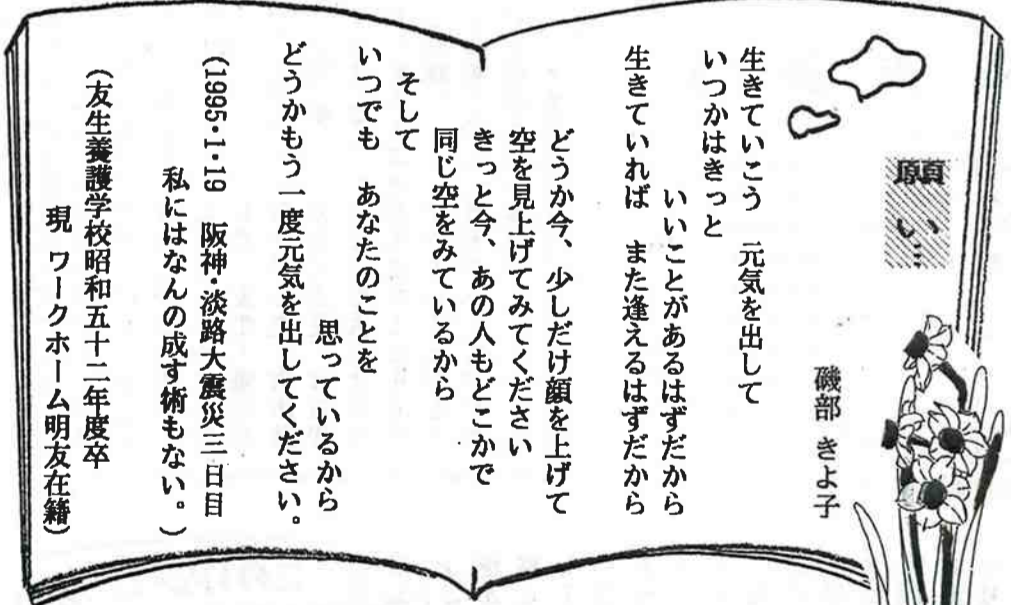 願い…
磯部 きよ子
生きていこう 元気を出して
いつかはきっと
いいことがあるはずだから
生きていれば また逢えるはずだから
どうか今、少しだけ顔を上げて
空を見上げてみてください
きっと今、あの人もどこかで
同じ空をみているから
そして
いつでも あなたのことを
思っているから
どうかもう一度元気を出してください。
(1995・1・19 阪神・淡路大震災三日目
私にはなんの成す術もない。)
(友生養護学校昭和五十二年度卒
現 ワークホーム明友在籍)